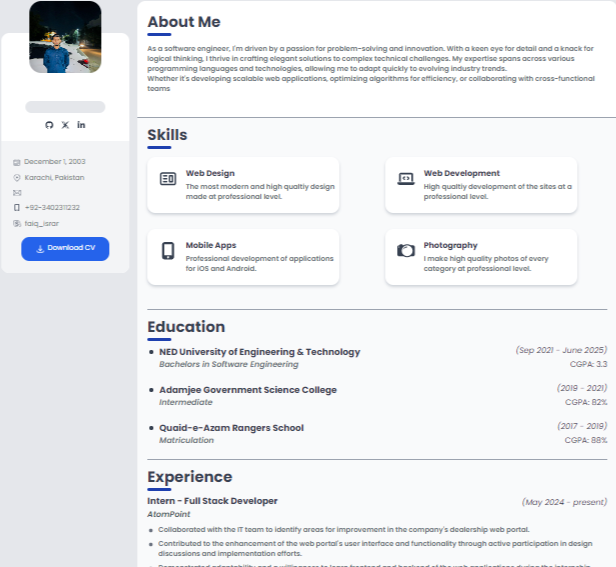 December 1, 2003
Karachi, Pakistan
+92-3402311232
faiq_israr
Download CV
About Me
As a software engineer, I'm driven by a passion for problem-solving and innovation. With a keen eye for detail and a knack for
logical thinking, I thrive in crafting elegant solutions to complex technical challenges. My expertise spans across various
programming languages and technologies, allowing me to adapt quickly to evolving industry trends.
Whether it's developing scalable web applications, optimizing algorithms for efficiency, or collaborating with cross-functional
teams
Skills
Web Design
The most modern and high qualtiy design
made at professional level.
Web Development
High qualtiy development of the sites at a
professional level.
Mobile Apps
Professional development of applications
for iOS and Android.
Photography
I make high quality photos of every
category at professional level.
Education
NED University of Engineering & Technology
(Sep 2021 - June 2025)
Bachelors in Software Engineering
CGPA: 3.3
Adamjee Government Science College
(2019 - 2021)
Intermediate
CGPA: 82%
Quaid-e-Azam Rangers School
(2017 - 2019)
Matriculation
CGPA: 88%
Experience
Intern - Full Stack Developer
(May 2024 - present)
AtomPoint
Collaborated with the IT team to identify areas for improvement in the company's dealership web portal.
Contributed to the enhancement of the web portal's user interface and functionality through active participation in design
discussions and implementation efforts.